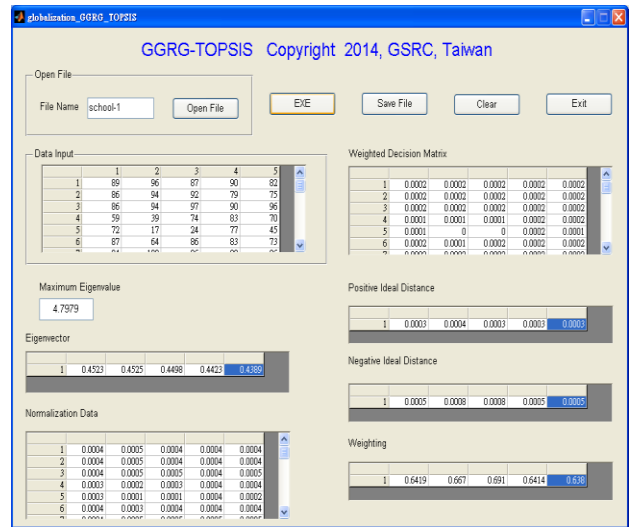 globalization_GGRG_TOPSIS
GGRG-TOPSIS Copyright 2014, GSRC, Taiwan
Open File
File Name school-1 Open File EXE Save File Clear Exit
Data Input
1 2 3 4 5
1 89 96 87 90 82
2 86 94 92 79 75
3 86 94 97 90 96
4 59 39 74 83 70
5 72 17 24 77 45
6 87 64 86 83 73
Weighted Decision Matrix
1 0.0002 0.0002 0.0002 0.0002 0.0002
2 0.0002 0.0002 0.0002 0.0002 0.0002
3 0.0002 0.0002 0.0002 0.0002 0.0002
4 0.0001 0.0001 0.0001 0.0002 0.0002
5 0.0001 0 0 0.0002 0.0001
6 0.0002 0.0001 0.0002 0.0002 0.0002
Maximum Eigenvalue
4.7979
Eigenvector
1 0.4523 0.4525 0.4498 0.4423 0.4389
Normalization Data
1 0.0004 0.0005 0.0004 0.0004 0.0004
2 0.0004 0.0005 0.0004 0.0004 0.0004
3 0.0004 0.0005 0.0005 0.0004 0.0005
4 0.0003 0.0002 0.0003 0.0004 0.0004
5 0.0003 0.0001 0.0001 0.0004 0.0002
6 0.0004 0.0003 0.0004 0.0004 0.0004
Positive Ideal Distance
1 0.0003 0.0004 0.0003 0.0003 0.0003
Negative Ideal Distance
1 0.0005 0.0008 0.0008 0.0005 0.0005
Weighting
1 0.6419 0.667 0.691 0.6414 0.638